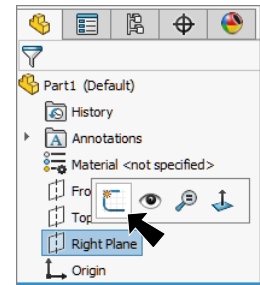 Part1 (Default)
History
Annotations
Material <not specified>
Fro
Top
Right Plane
Origin